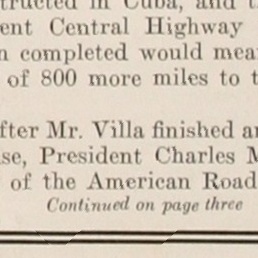 tructed in Cuba, and t
ent Central Highway
n completed would mea
of 800 more miles to t
fter Mr. Villa finished a
se, President Charles M
of the American Road
Continued on page three